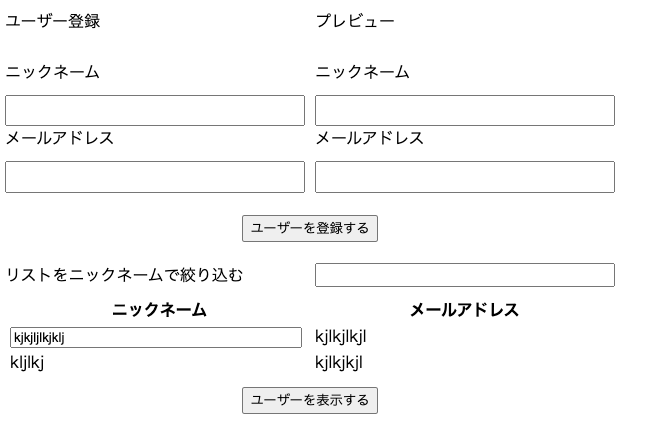 ユーザー登録 プレビュー
ニックネーム ニックネーム
メールアドレス メールアドレス
ユーザーを登録する
リストをニックネームで絞り込む
ニックネーム メールアドレス
kjkjljlkjklj kjlkjlkjl
kljlkj kjlkjkjl
ユーザーを表示する